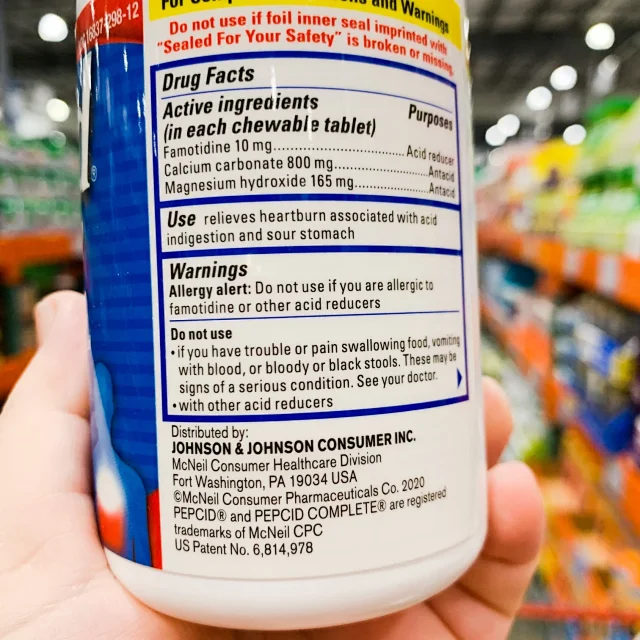 16837-298-12
and Warnings
Do not use if foil inner seal imprinted with
"Sealed For Your Safety" is broken or missing.
Drug Facts
Active ingredients
(in each chewable tablet) Purposes
Famotidine 10 mg.......................... Acid reducer
Calcium carbonate 800 mg.......................... Antacid
Magnesium hydroxide 165 mg.......................... Antacid
Use relieves heartburn associated with acid
indigestion and sour stomach
Warnings
Allergy alert: Do not use if you are allergic to
famotidine or other acid reducers
Do not use
• if you have trouble or pain swallowing food, vomiting
with blood, or bloody or black stools. These may be
signs of a serious condition. See your doctor.
• with other acid reducers
Distributed by:
JOHNSON & JOHNSON CONSUMER INC.
McNeil Consumer Healthcare Division
Fort Washington, PA 19034 USA
©McNeil Consumer Pharmaceuticals Co. 2020
PEPCID® and PEPCID COMPLETE® are registered
trademarks of McNeil CPC
US Patent No. 6,814,978